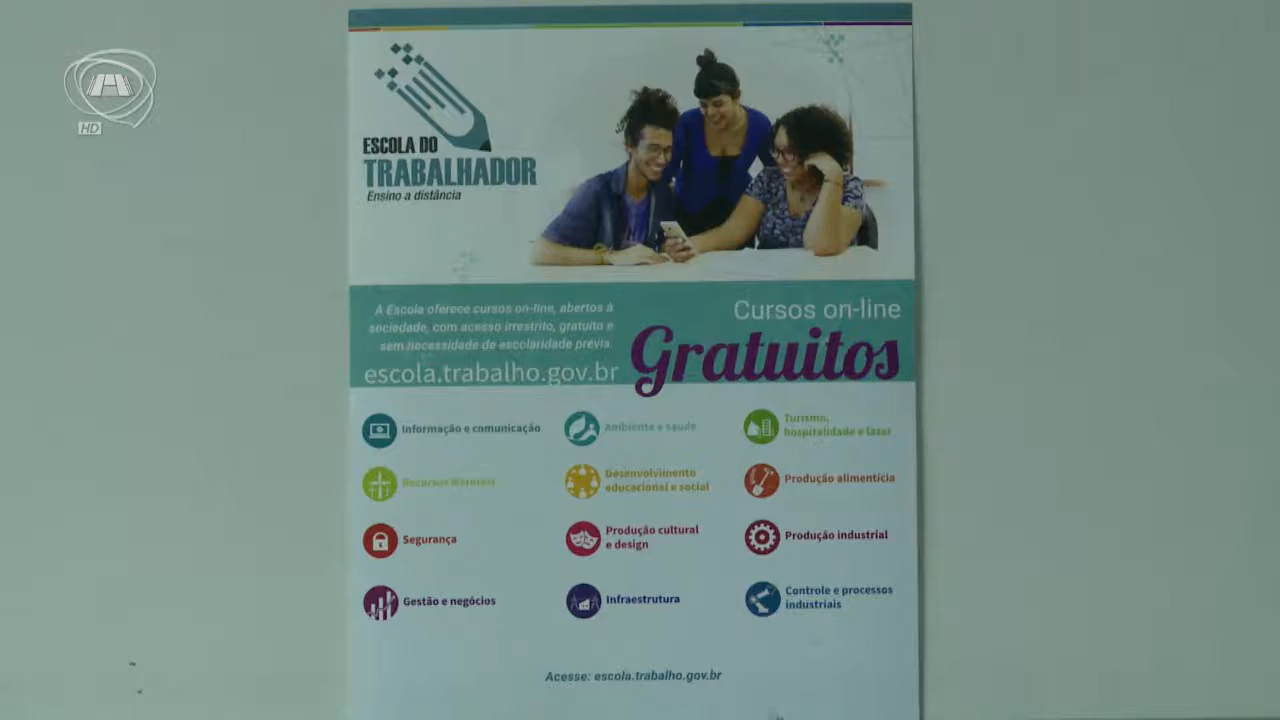 HD
ESCOLA DO
TRABALHADOR
Ensino a distância
A Escola oferece cursos on-line, abertos à
sociedade, com acesso irrestrito, gratuito e
sem necessidade de escolaridade prévia.
escola.trabalho.gov.br
Cursos on-line
Gratuitos
Informação e comunicação
Ambiente e saúde
Turismo,
hospitalidade e lazer
Recursos Naturais
Desenvolvimento
educacional e social
Produção alimentícia
Segurança
Produção cultural
e design
Produção industrial
Gestão e negócios
Infraestrutura
Controle e processos
industriais
Acesse: escola.trabalho.gov.br